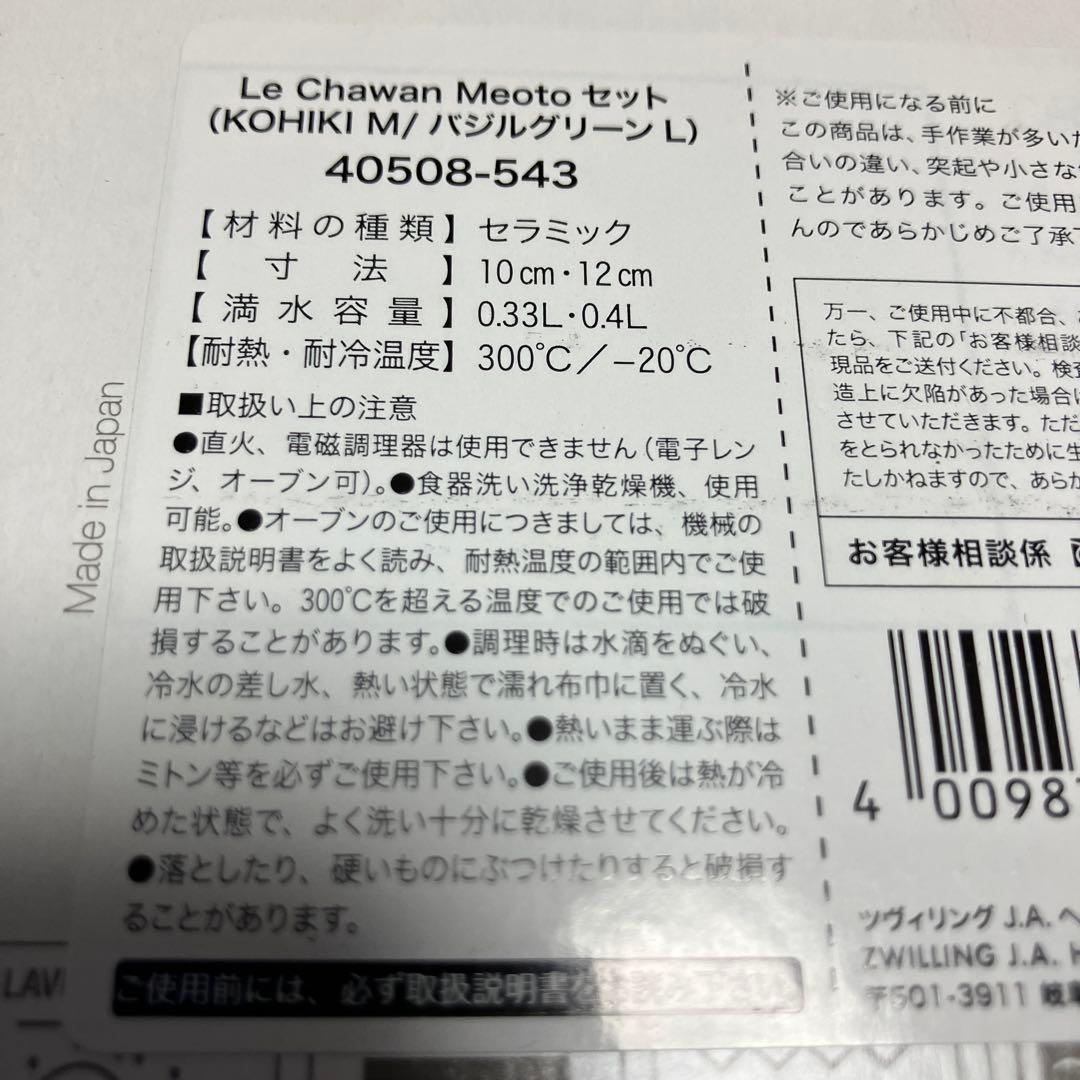 Le Chawan Meoto セット
(KOHIKI M/ バジルグリーン L)
40508-543
【材料の種類】セラミック
【寸法】10cm・12cm
【満水容量】0.33L・0.4L
【耐熱・耐冷温度】300℃/−20℃
■取扱い上の注意
●直火、電磁調理器は使用できません(電子レン
ジ、オーブン可)。●食器洗い洗浄乾燥機、使用
可能。●オーブンのご使用につきましては、機械の
取扱説明書をよく読み、耐熱温度の範囲内でご使
用下さい。300℃を超える温度でのご使用では破
損することがあります。●調理時は水滴をぬぐい、
冷水の差し水、熱い状態で濡れ布巾に置く、冷水
に浸けるなどはお避け下さい。●熱いまま運ぶ際は
ミトン等を必ずご使用下さい。●ご使用後は熱が冷
めた状態で、よく洗い十分に乾燥させてください。
●落としたり、硬いものにぶつけたりすると破損す
ることがあります。
ご使用前には、必ず取扱説明書を
Made in Japan
※ご使用になる前に
この商品は、手作業が多いた
合いの違い、突起や小さな
ことがあります。ご使用
んのであらかじめご了承下
万一、ご使用中に不都合、
たら、下記の「お客様相談
現品をご送付ください。検査
造上に欠陥があった場合は
させていただきます。ただ
をとられなかったために生
たしかねますので、あらか
お客様相談係
4 00981
ツヴィリング J.A. ヘ
ZWILLING J.A. H
〒501-3911 岐阜
LAV